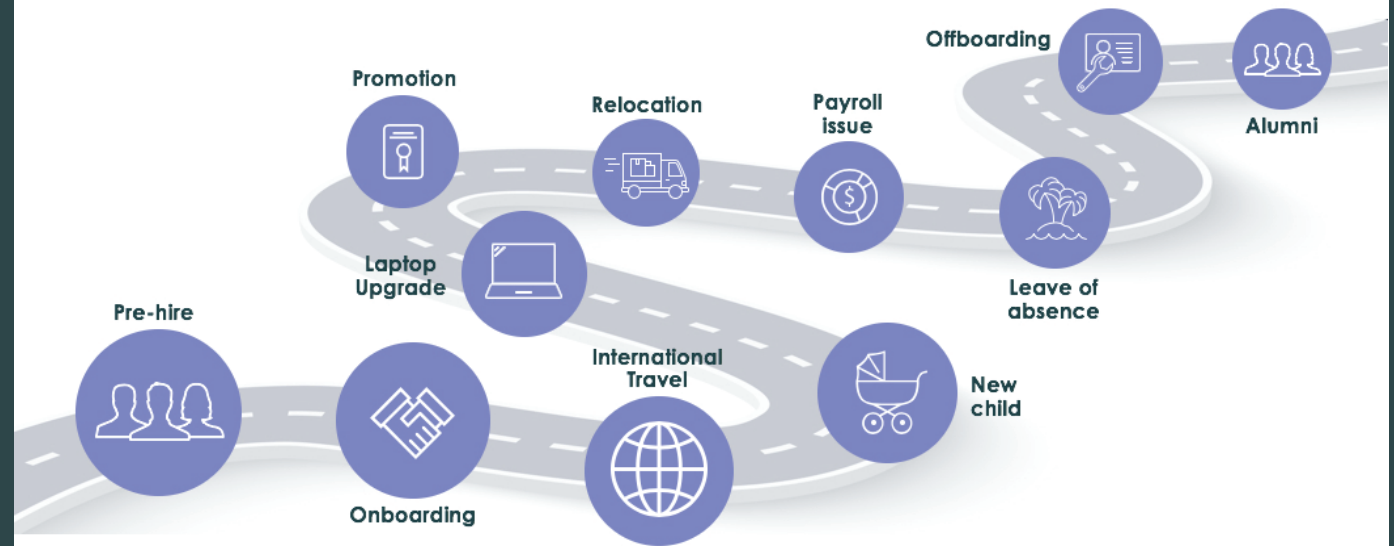 Offboarding
Alumni
Promotion
Relocation
Payroll
issue
Laptop
Upgrade
Leave of
absence
Pre-hire
International
Travel
New
child
Onboarding
$